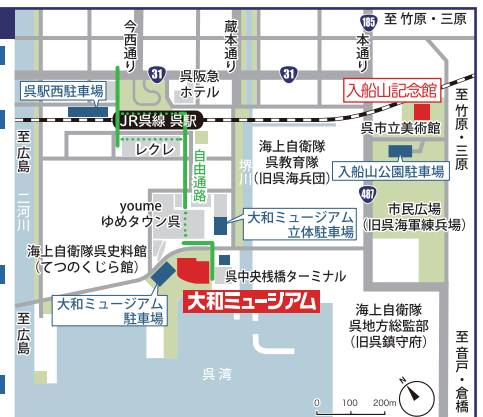 185
至 竹原・三原
今西通り
蔵本通り
本通り
31
31
呉阪急
ホテル
呉駅西駐車場
入船山記念館
JR呉線 呉駅
呉市立美術館
至 竹原・三原
至 広島
レクレ
自由通路
堺川
海上自衛隊
呉教育隊
（旧呉海兵団）
入船山公園駐車場
487
二河川
youme
ゆめタウン呉
大和ミュージアム
立体駐車場
市民広場
（旧呉海軍練兵場）
海上自衛隊呉史料館
（てつのくじら館）
呉中央桟橋ターミナル
大和ミュージアム
駐車場
大和ミュージアム
海上自衛隊
呉地方総監部
（旧呉鎮守府）
至 広島
至 音戸・倉橋
呉 湾
N
0 100 200m